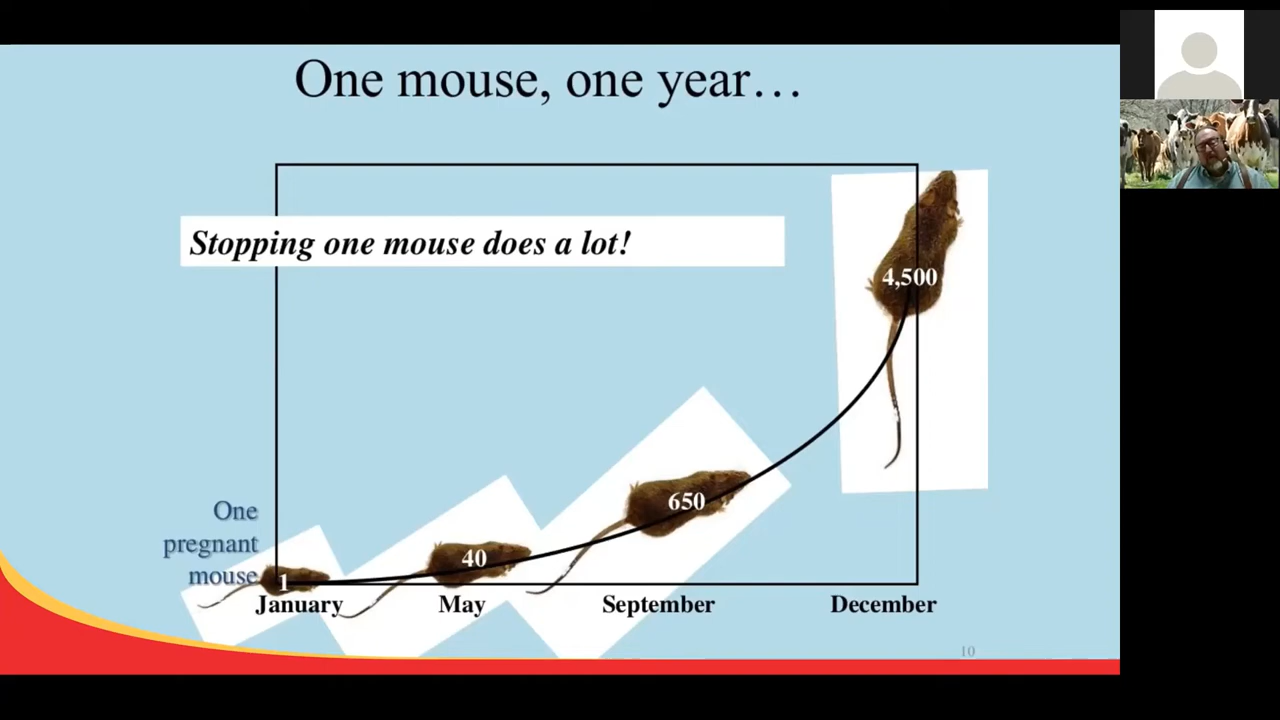 One mouse, one year…
Stopping one mouse does a lot!
4,500
650
40
One
pregnant
mouse
1
January May September December
10